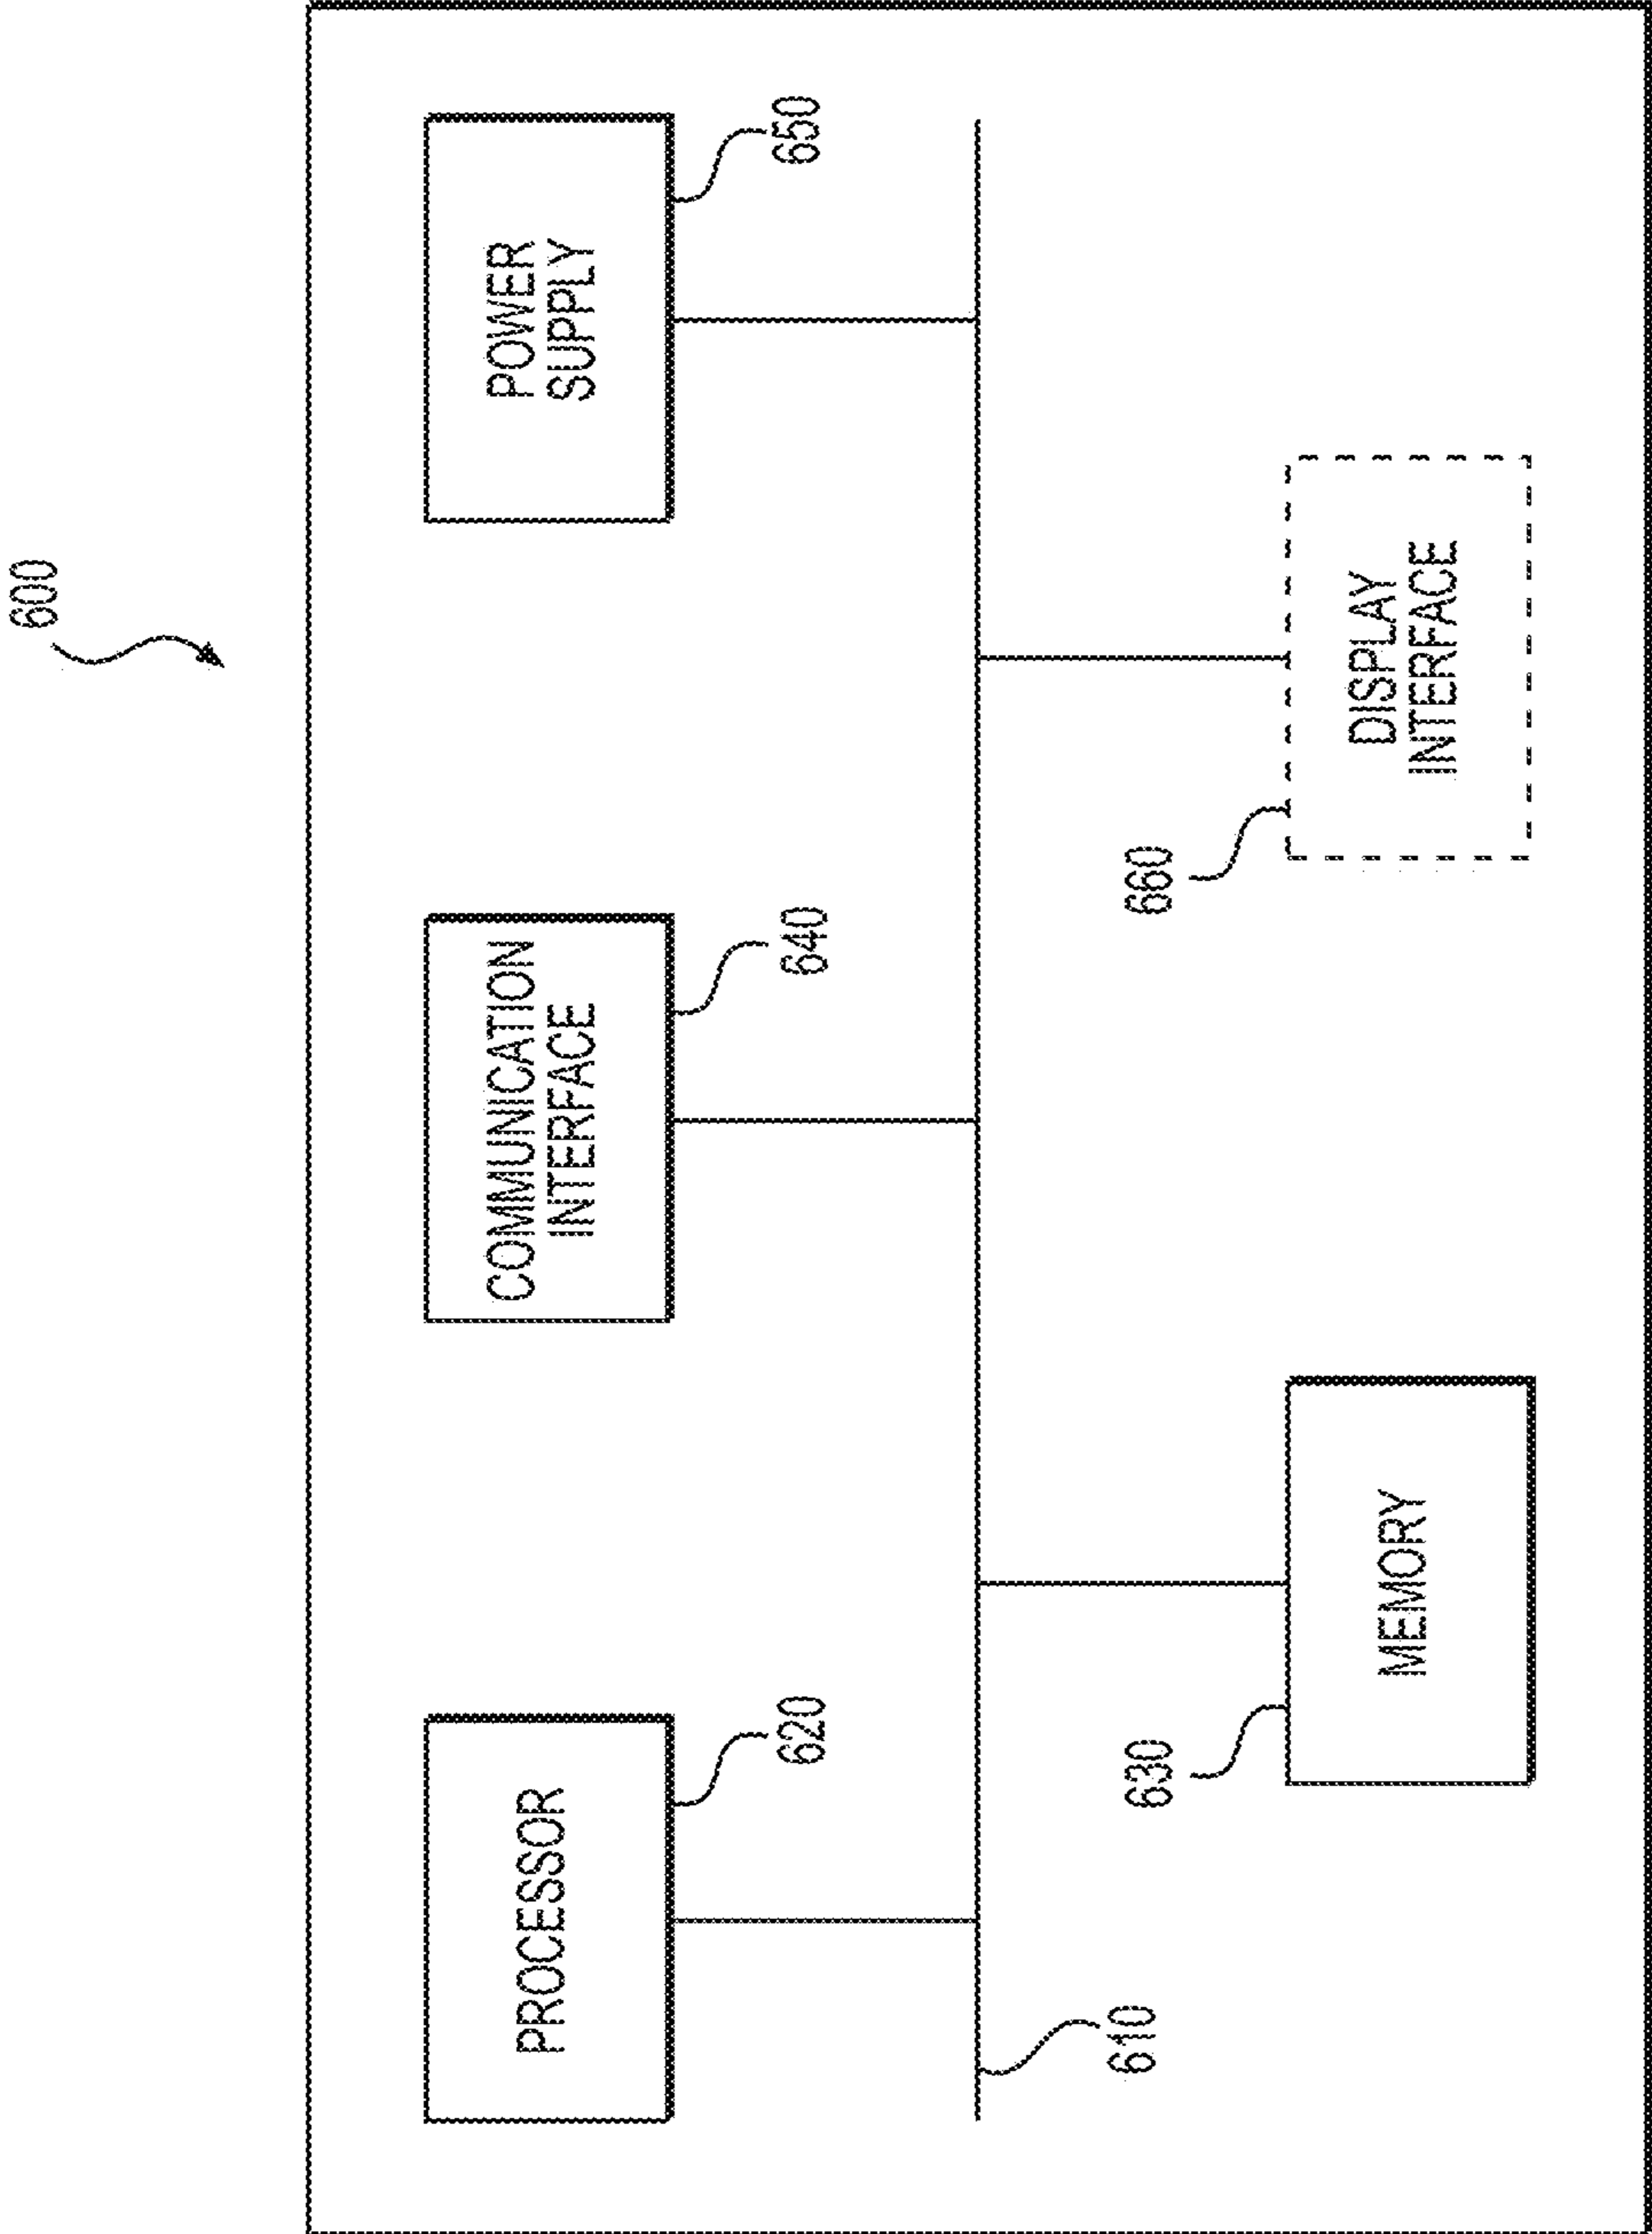 600
PROCESSOR
620
COMMUNICATION
INTERFACE
640
POWER
SUPPLY
650
610
630
MEMORY
660
DISPLAY
INTERFACE